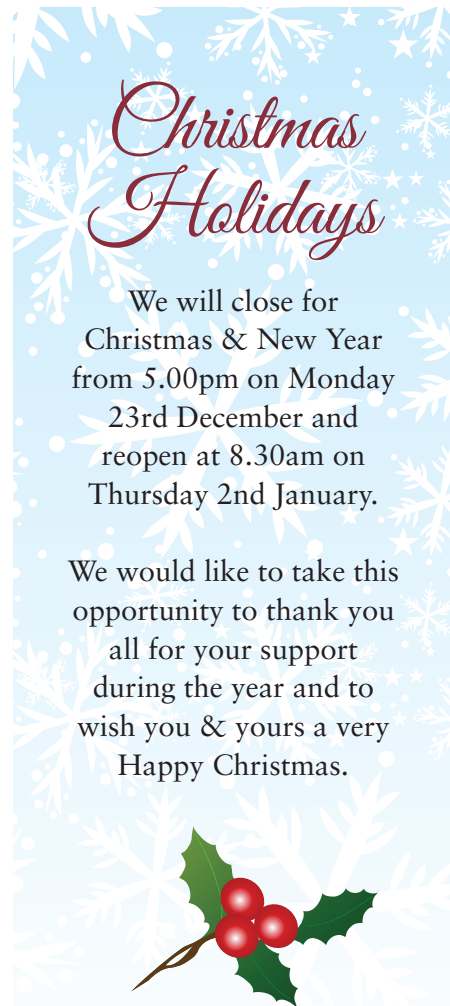 Christmas
Holidays
We will close for
Christmas & New Year
from 5.00pm on Monday
23rd December and
reopen at 8.30am on
Thursday 2nd January.
We would like to take this
opportunity to thank you
all for your support
during the year and to
wish you & yours a very
Happy Christmas.